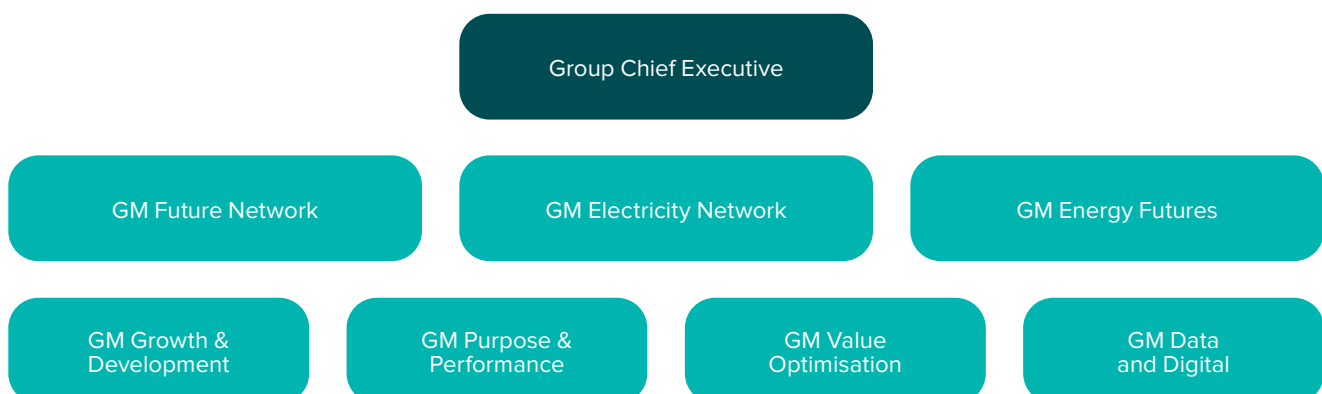 Group Chief Executive
GM Future Network
GM Electricity Network
GM Energy Futures
GM Growth &
Development
GM Purpose &
Performance
GM Value
Optimisation
GM Data
and Digital